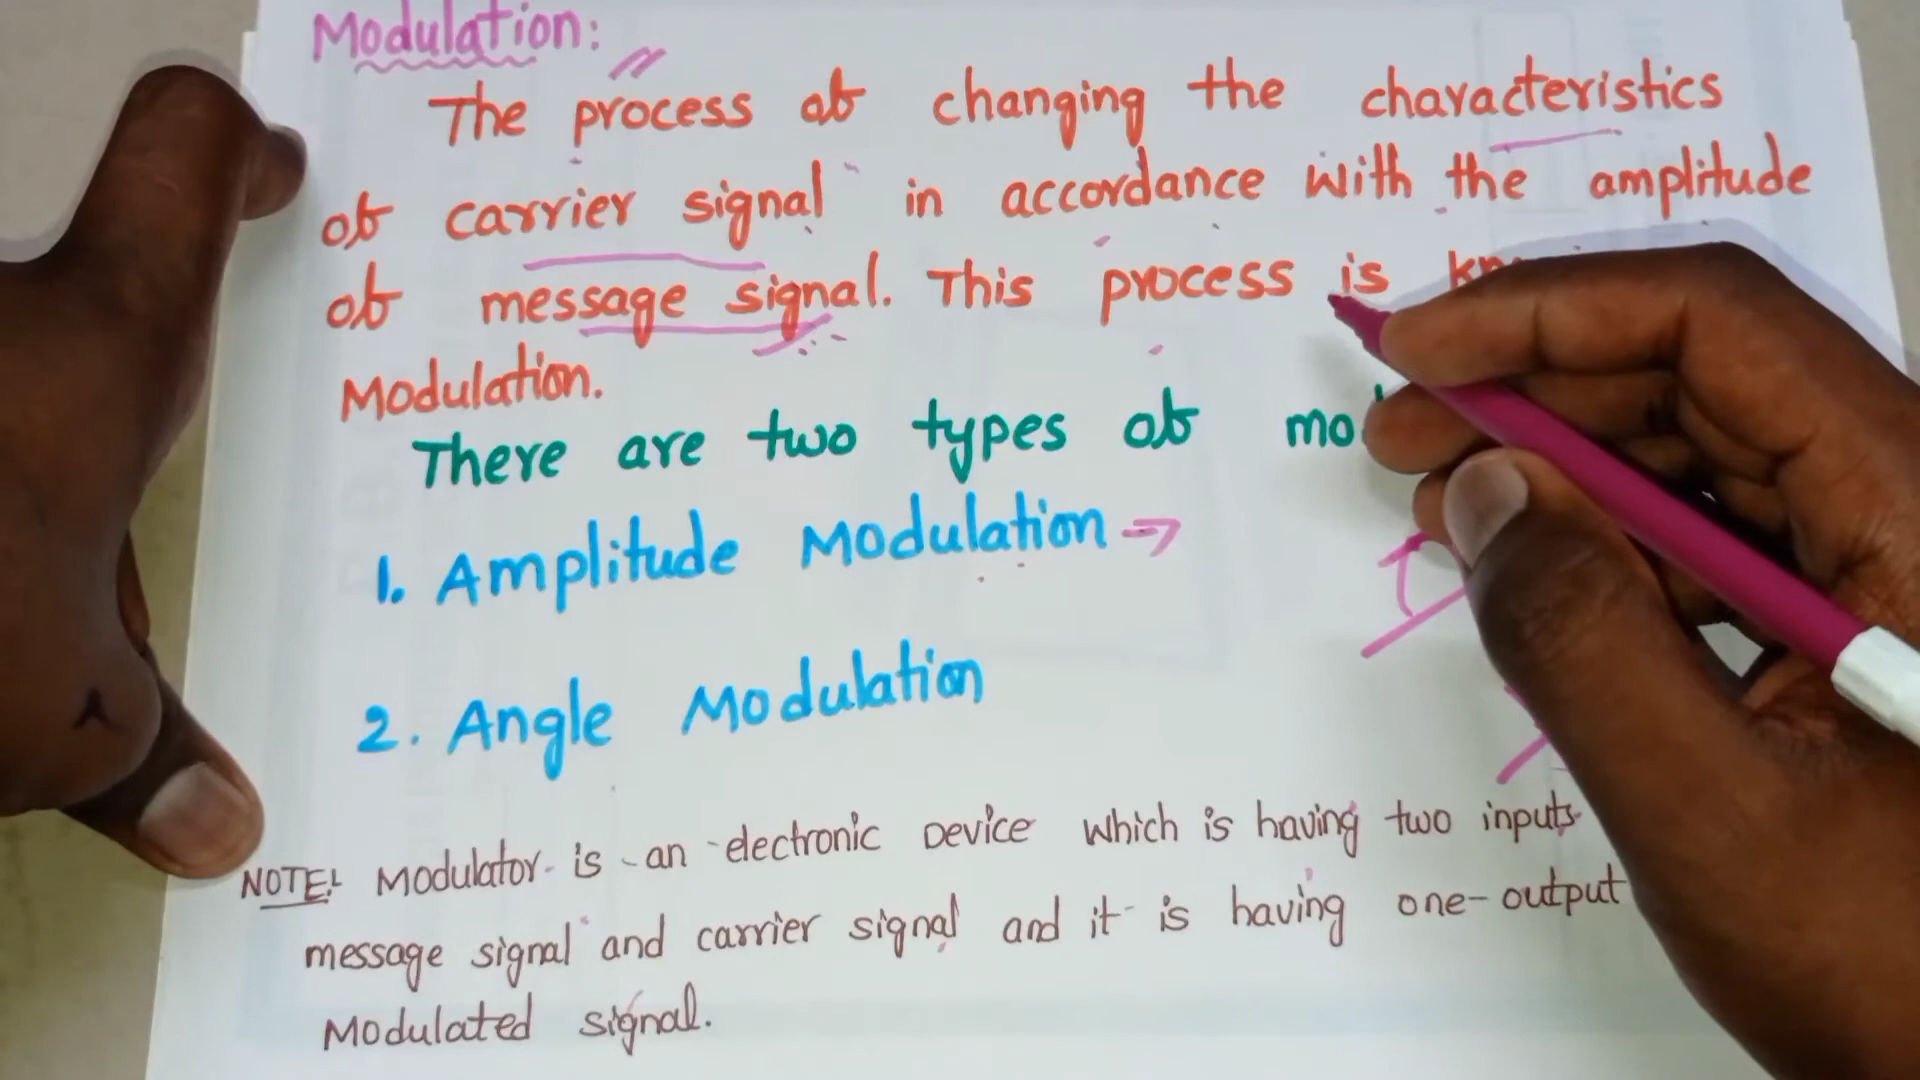 Modulation:
The process of changing the characteristics
of carrier signal in accordance with the amplitude
of message signal. This process is
Modulation.
There are two types of
1. Amplitude Modulation →
2. Angle Modulation
NOTE:- Modulator is an electronic Device which is having two inputs
message signal and carrier signal and it is having one-output
Modulated signal.